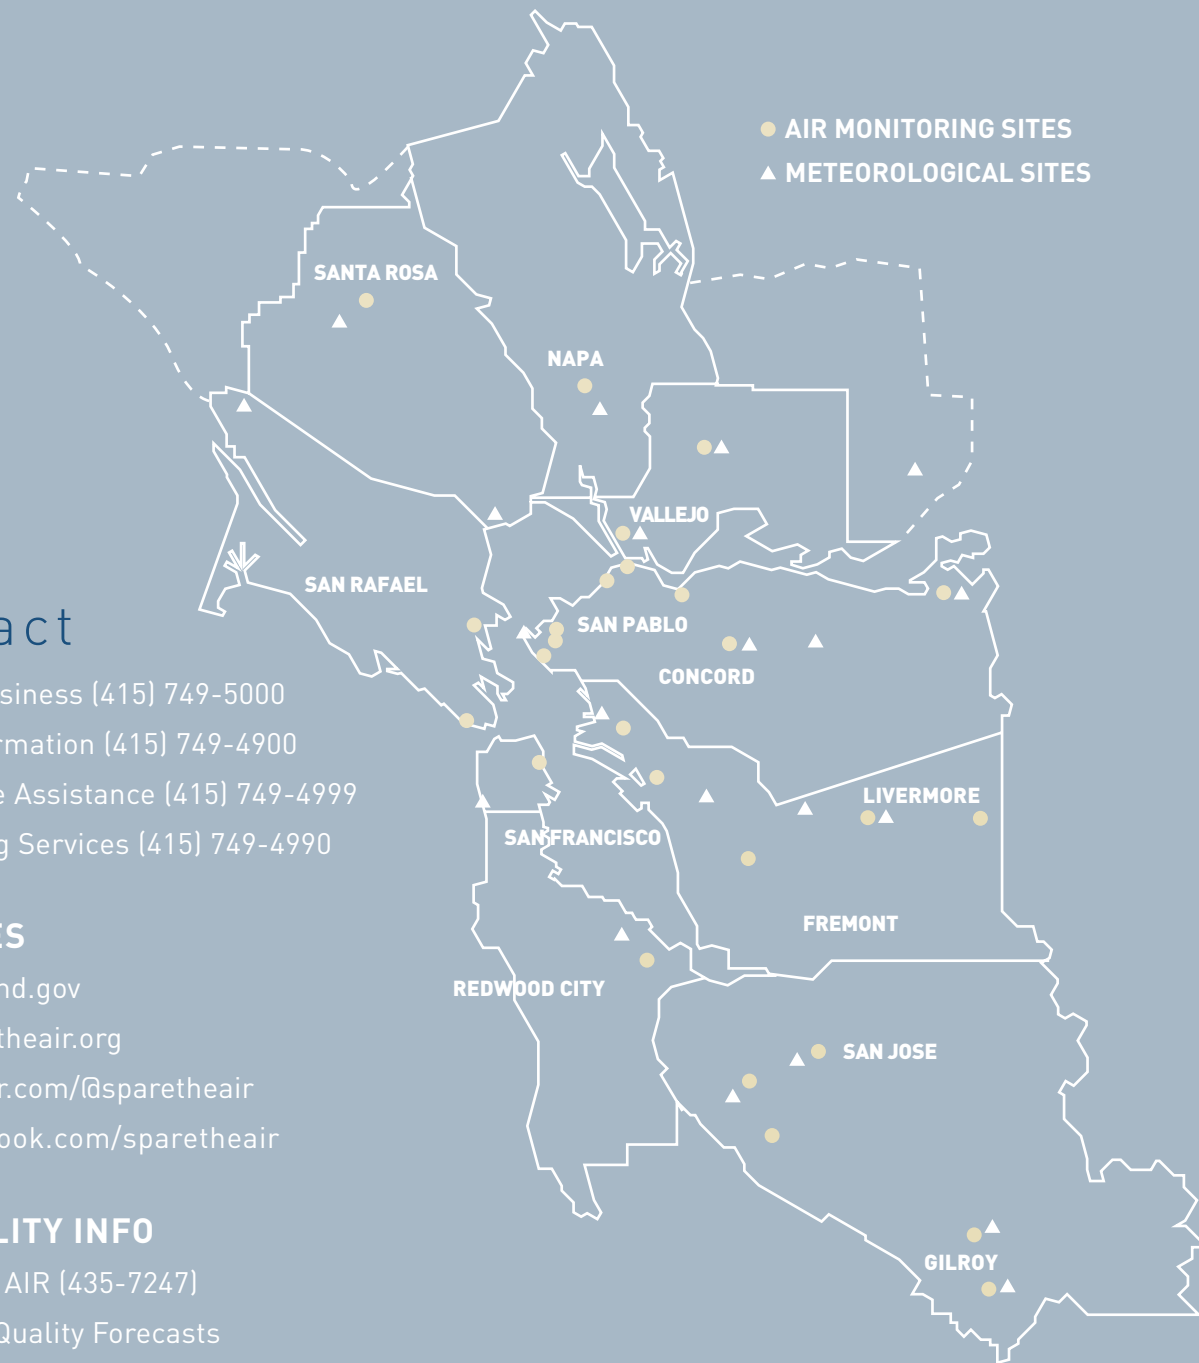 AIR MONITORING SITES
METEOROLOGICAL SITES
SANTA ROSA
NAPA
VALLEJO
SAN RAFAEL
SAN PABLO
CONCORD
LIVERMORE
SAN FRANCISCO
FREMONT
REDWOOD CITY
SAN JOSE
GILROY
act
siness (415) 749-5000
rmation (415) 749-4900
e Assistance (415) 749-4999
g Services (415) 749-4990
ES
nd.gov
theair.org
r.com/@sparetheair
ook.com/sparetheair
LITY INFO
AIR (435-7247)
Quality Forecasts